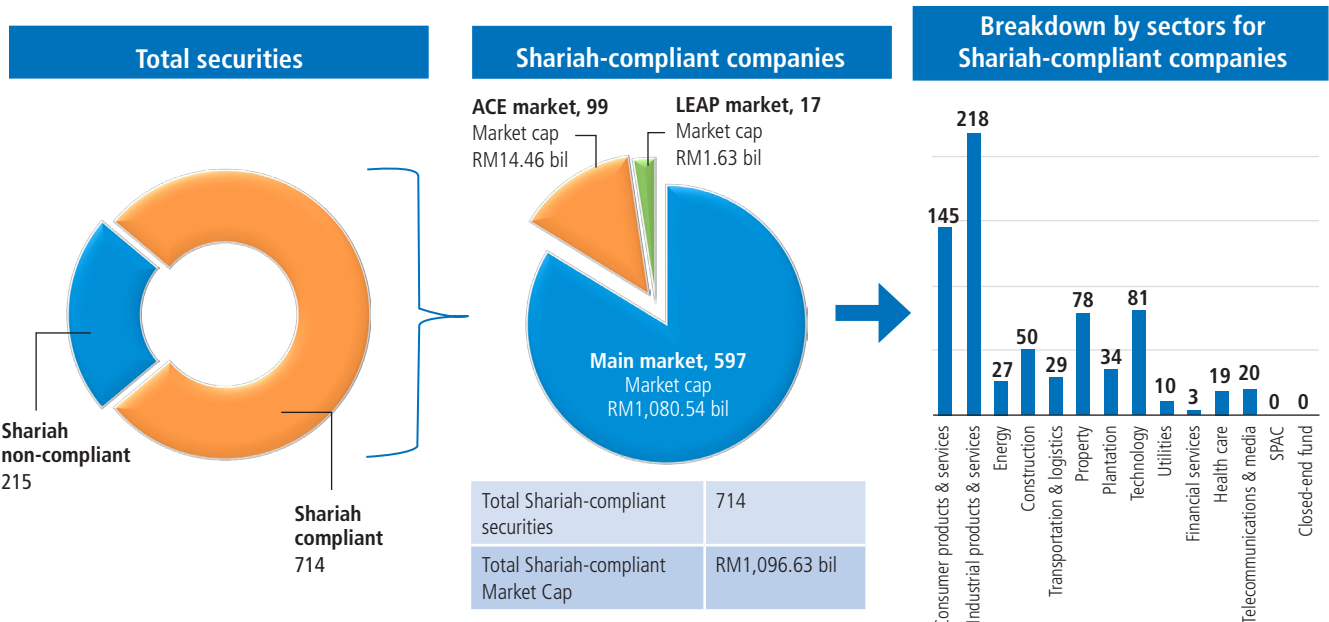 Total securities
Shariah
non-compliant
215
Shariah
compliant
714
Shariah-compliant companies
ACE market, 99
Market cap
RM14.46 bil
LEAP market, 17
Market cap
RM1.63 bil
Main market, 597
Market cap
RM1,080.54 bil
Total Shariah-compliant
securities
714
Total Shariah-compliant
Market Cap
RM1,096.63 bil
Breakdown by sectors for
Shariah-compliant companies
145
218
27
50
29
78
34
81
10
3
19
20
0
0
Consumer products & services
Industrial products & services
Energy
Construction
Transportation & logistics
Property
Plantation
Technology
Utilities
Financial services
Health care
Telecommunications & media
SPAC
Closed-end fund